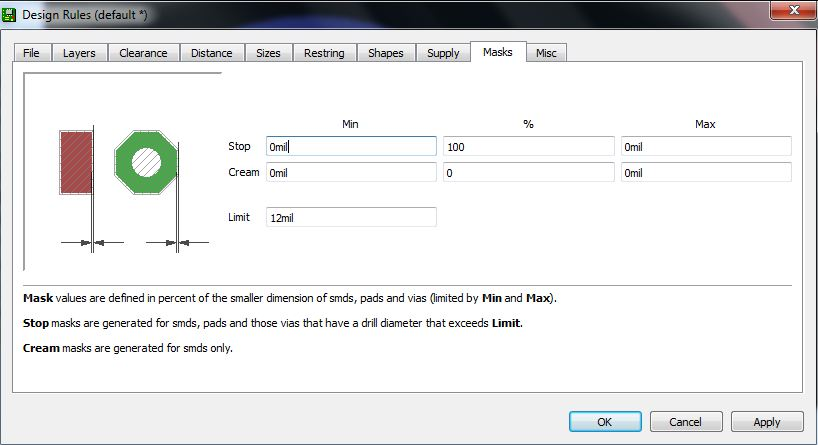 Design Rules (default *)
File Layers Clearance Distance Sizes Restring Shapes Supply Masks Misc
Min % Max
Stop 0mil 100 0mil
Cream 0mil 0 0mil
Limit 12mil
Mask values are defined in percent of the smaller dimension of smds, pads and vias (limited by Min and Max).
Stop masks are generated for smds, pads and those vias that have a drill diameter that exceeds Limit.
Cream masks are generated for smds only.
OK Cancel Apply